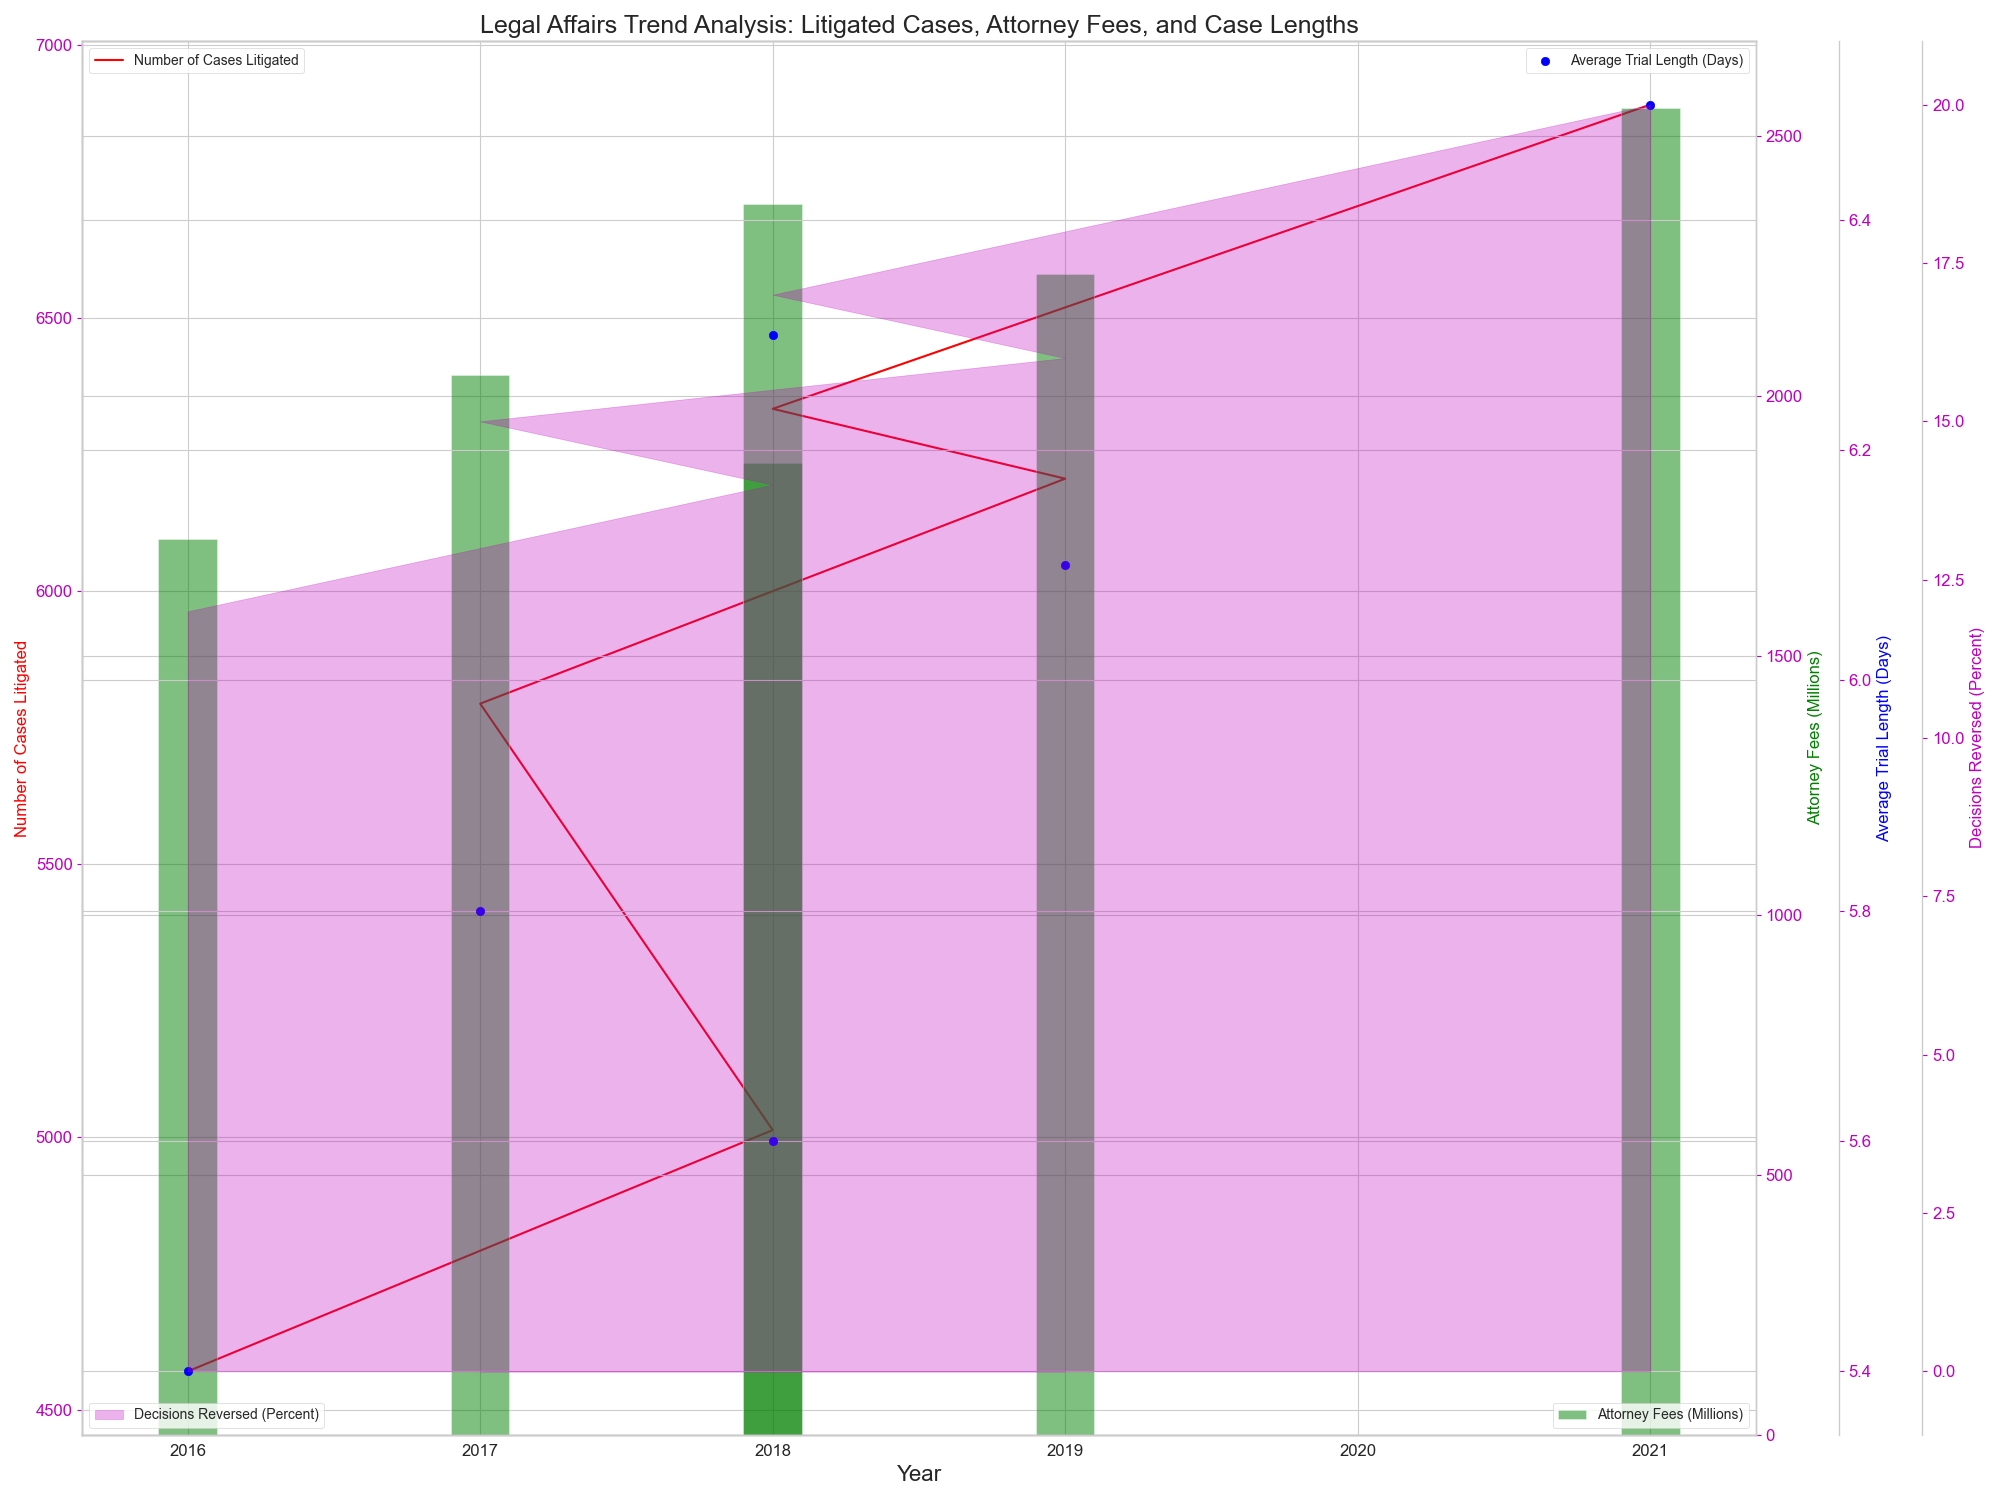 Legal Affairs Trend Analysis: Litigated Cases, Attorney Fees, and Case Lengths
Number of Cases Litigated
Average Trial Length (Days)
Decisions Reversed (Percent)
Attorney Fees (Millions)
Number of Cases Litigated
7000
6500
6000
5500
5000
4500
2500
2000
1500
1000
500
0
Attorney Fees (Millions)
6.4
6.2
6.0
5.8
5.6
5.4
Average Trial Length (Days)
20.0
17.5
15.0
12.5
10.0
7.5
5.0
2.5
0.0
Decisions Reversed (Percent)
2016 2017 2018 2019 2020 2021
Year